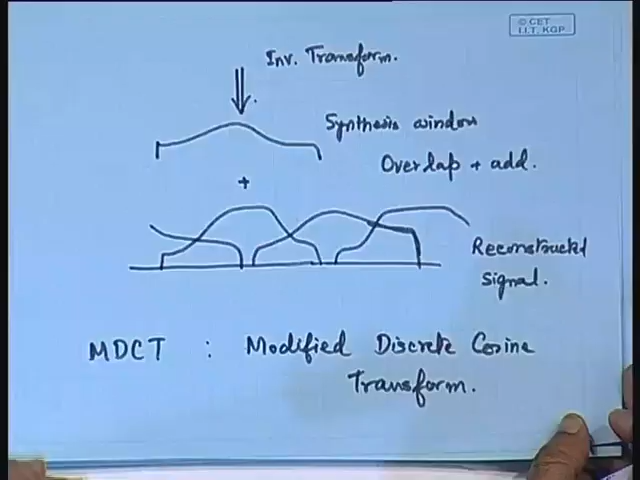 © CET
I.I.T. KGP
Inv. Transform.
Synthesis window
Overlap + add.
+
Reconstructed
signal.
MDCT : Modified Discrete Cosine
Transform.